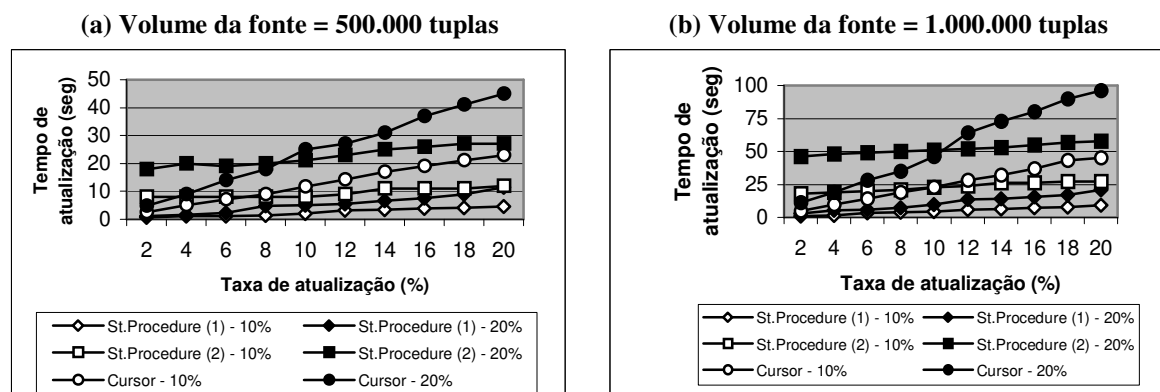 (a) Volume da fonte = 500.000 tuplas
Tempo de
atualização (seg)
50
40
30
20
10
0
2 4 6 8 10 12 14 16 18 20
Taxa de atualização (%)
St.Procedure (1) - 10% St.Procedure (1) - 20%
St.Procedure (2) - 10% St.Procedure (2) - 20%
Cursor - 10% Cursor - 20%
(b) Volume da fonte = 1.000.000 tuplas
Tempo de
atualização (seg)
100
75
50
25
0
2 4 6 8 10 12 14 16 18 20
Taxa de atualização (%)
St.Procedure (1) - 10% St.Procedure (1) - 20%
St.Procedure (2) - 10% St.Procedure (2) - 20%
Cursor - 10% Cursor - 20%